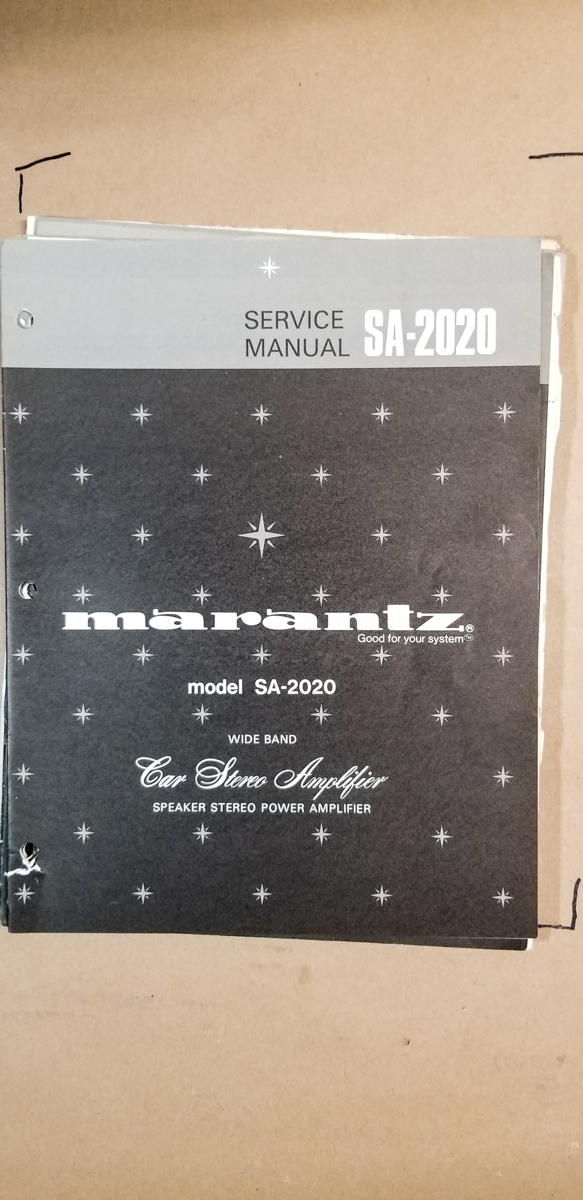 SERVICE
MANUAL SA-2020
marantz®
Good for your system™
model SA-2020
WIDE BAND
Car Stereo Amplifier
SPEAKER STEREO POWER AMPLIFIER